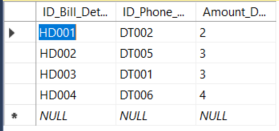 ID_Bill_Det... ID_Phone_... Amount_D...
HD001 DT002 2
HD002 DT005 3
HD003 DT001 3
HD004 DT006 4
NULL NULL NULL